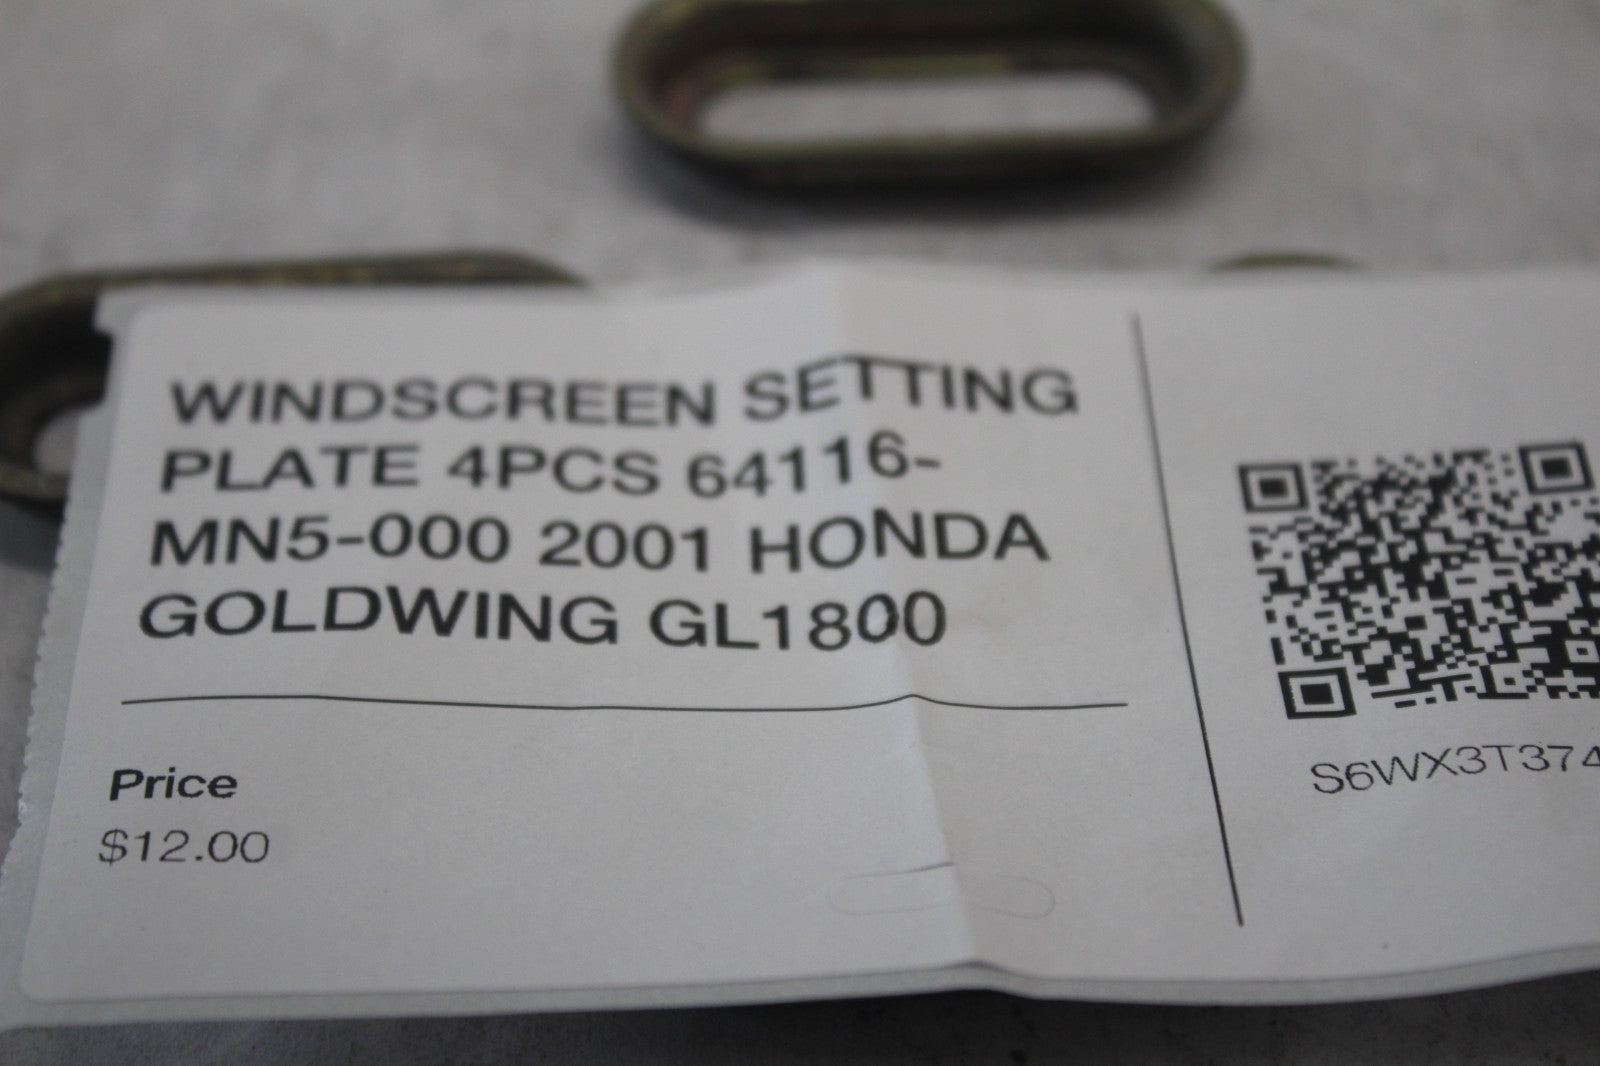 WINDSCREEN SETTING
PLATE 4PCS 64116-
MN5-000 2001 HONDA
GOLDWING GL1800
Price
$12.00
S6WX3T374